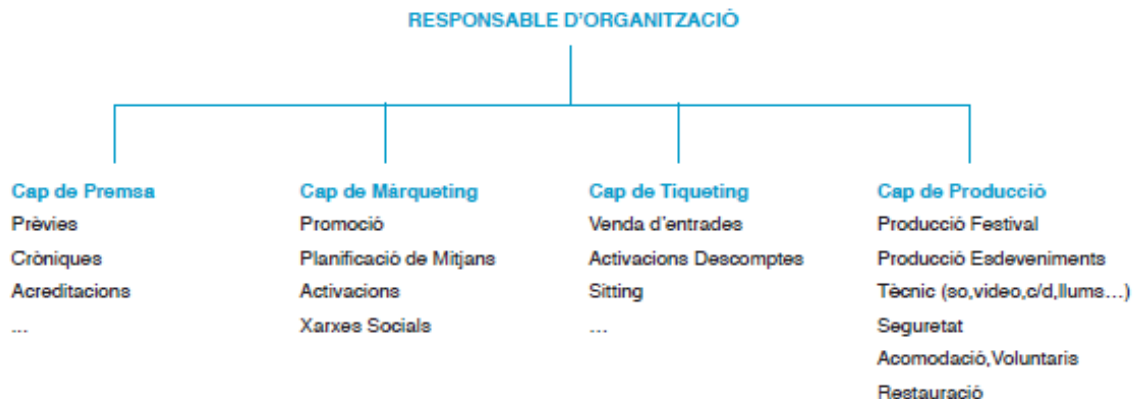 RESPONSABLE D'ORGANITZACIÓ
Cap de Premsa
Prèvies
Cròniques
Acreditacions
...
Cap de Màrqueting
Promoció
Planificació de Mitjans
Activacions
Xarxes Socials
Cap de Tiqueting
Venda d'entrades
Activacions Descomptes
Sitting
...
Cap de Producció
Producció Festival
Producció Esdeveniments
Tècnic (so,video,c/d,llums...)
Seguretat
Acomodació,Voluntaris
Restauració